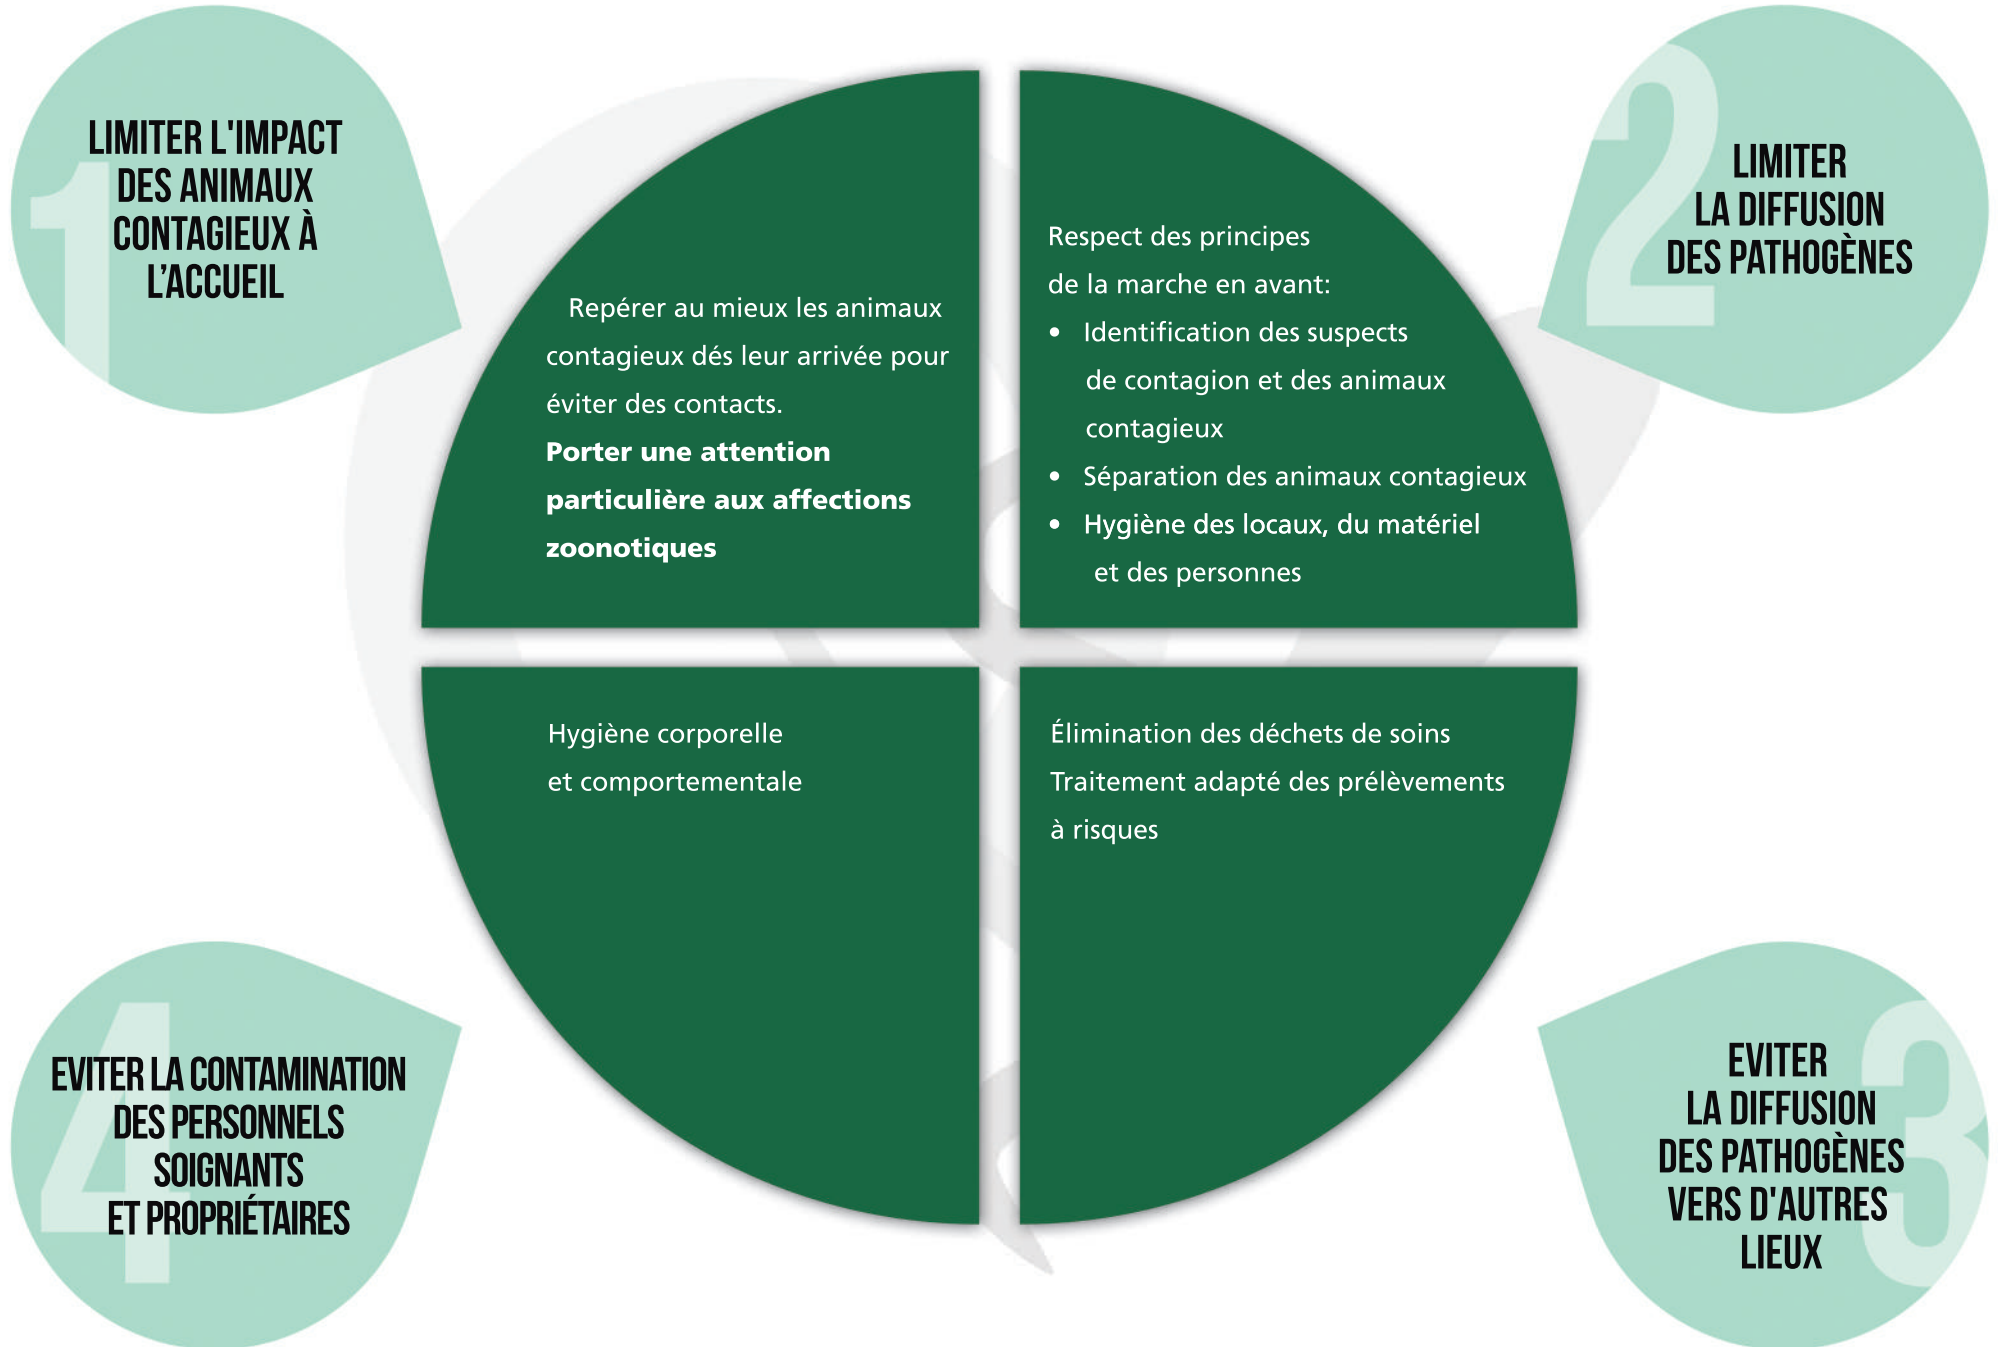 1
LIMITER L'IMPACT
DES ANIMAUX
CONTAGIEUX À
L’ACCUEIL
Repérer au mieux les animaux
contagieux dés leur arrivée pour
éviter des contacts.
Porter une attention
particulière aux affections
zoonotiques
2
LIMITER
LA DIFFUSION
DES PATHOGÈNES
Respect des principes
de la marche en avant:
• Identification des suspects
de contagion et des animaux
contagieux
• Séparation des animaux contagieux
• Hygiène des locaux, du matériel
et des personnes
3
EVITER
LA DIFFUSION
DES PATHOGÈNES
VERS D'AUTRES
LIEUX
Élimination des déchets de soins
Traitement adapté des prélèvements
à risques
4
EVITER LA CONTAMINATION
DES PERSONNELS
SOIGNANTS
ET PROPRIÉTAIRES
Hygiène corporelle
et comportementale